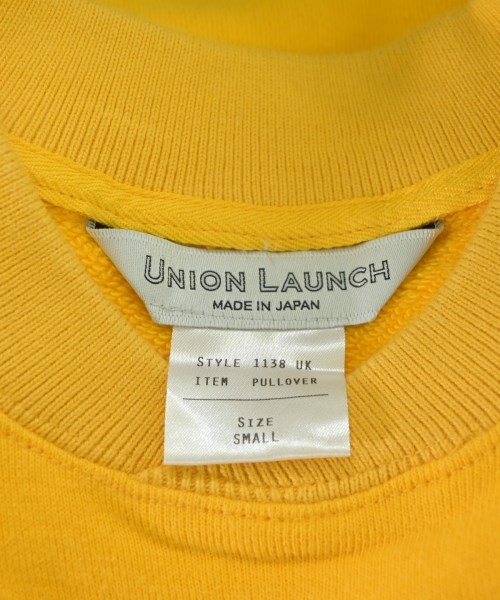 UNION LAUNCH
MADE IN JAPAN
STYLE 1138 UK
ITEM PULLOVER
SIZE
SMALL